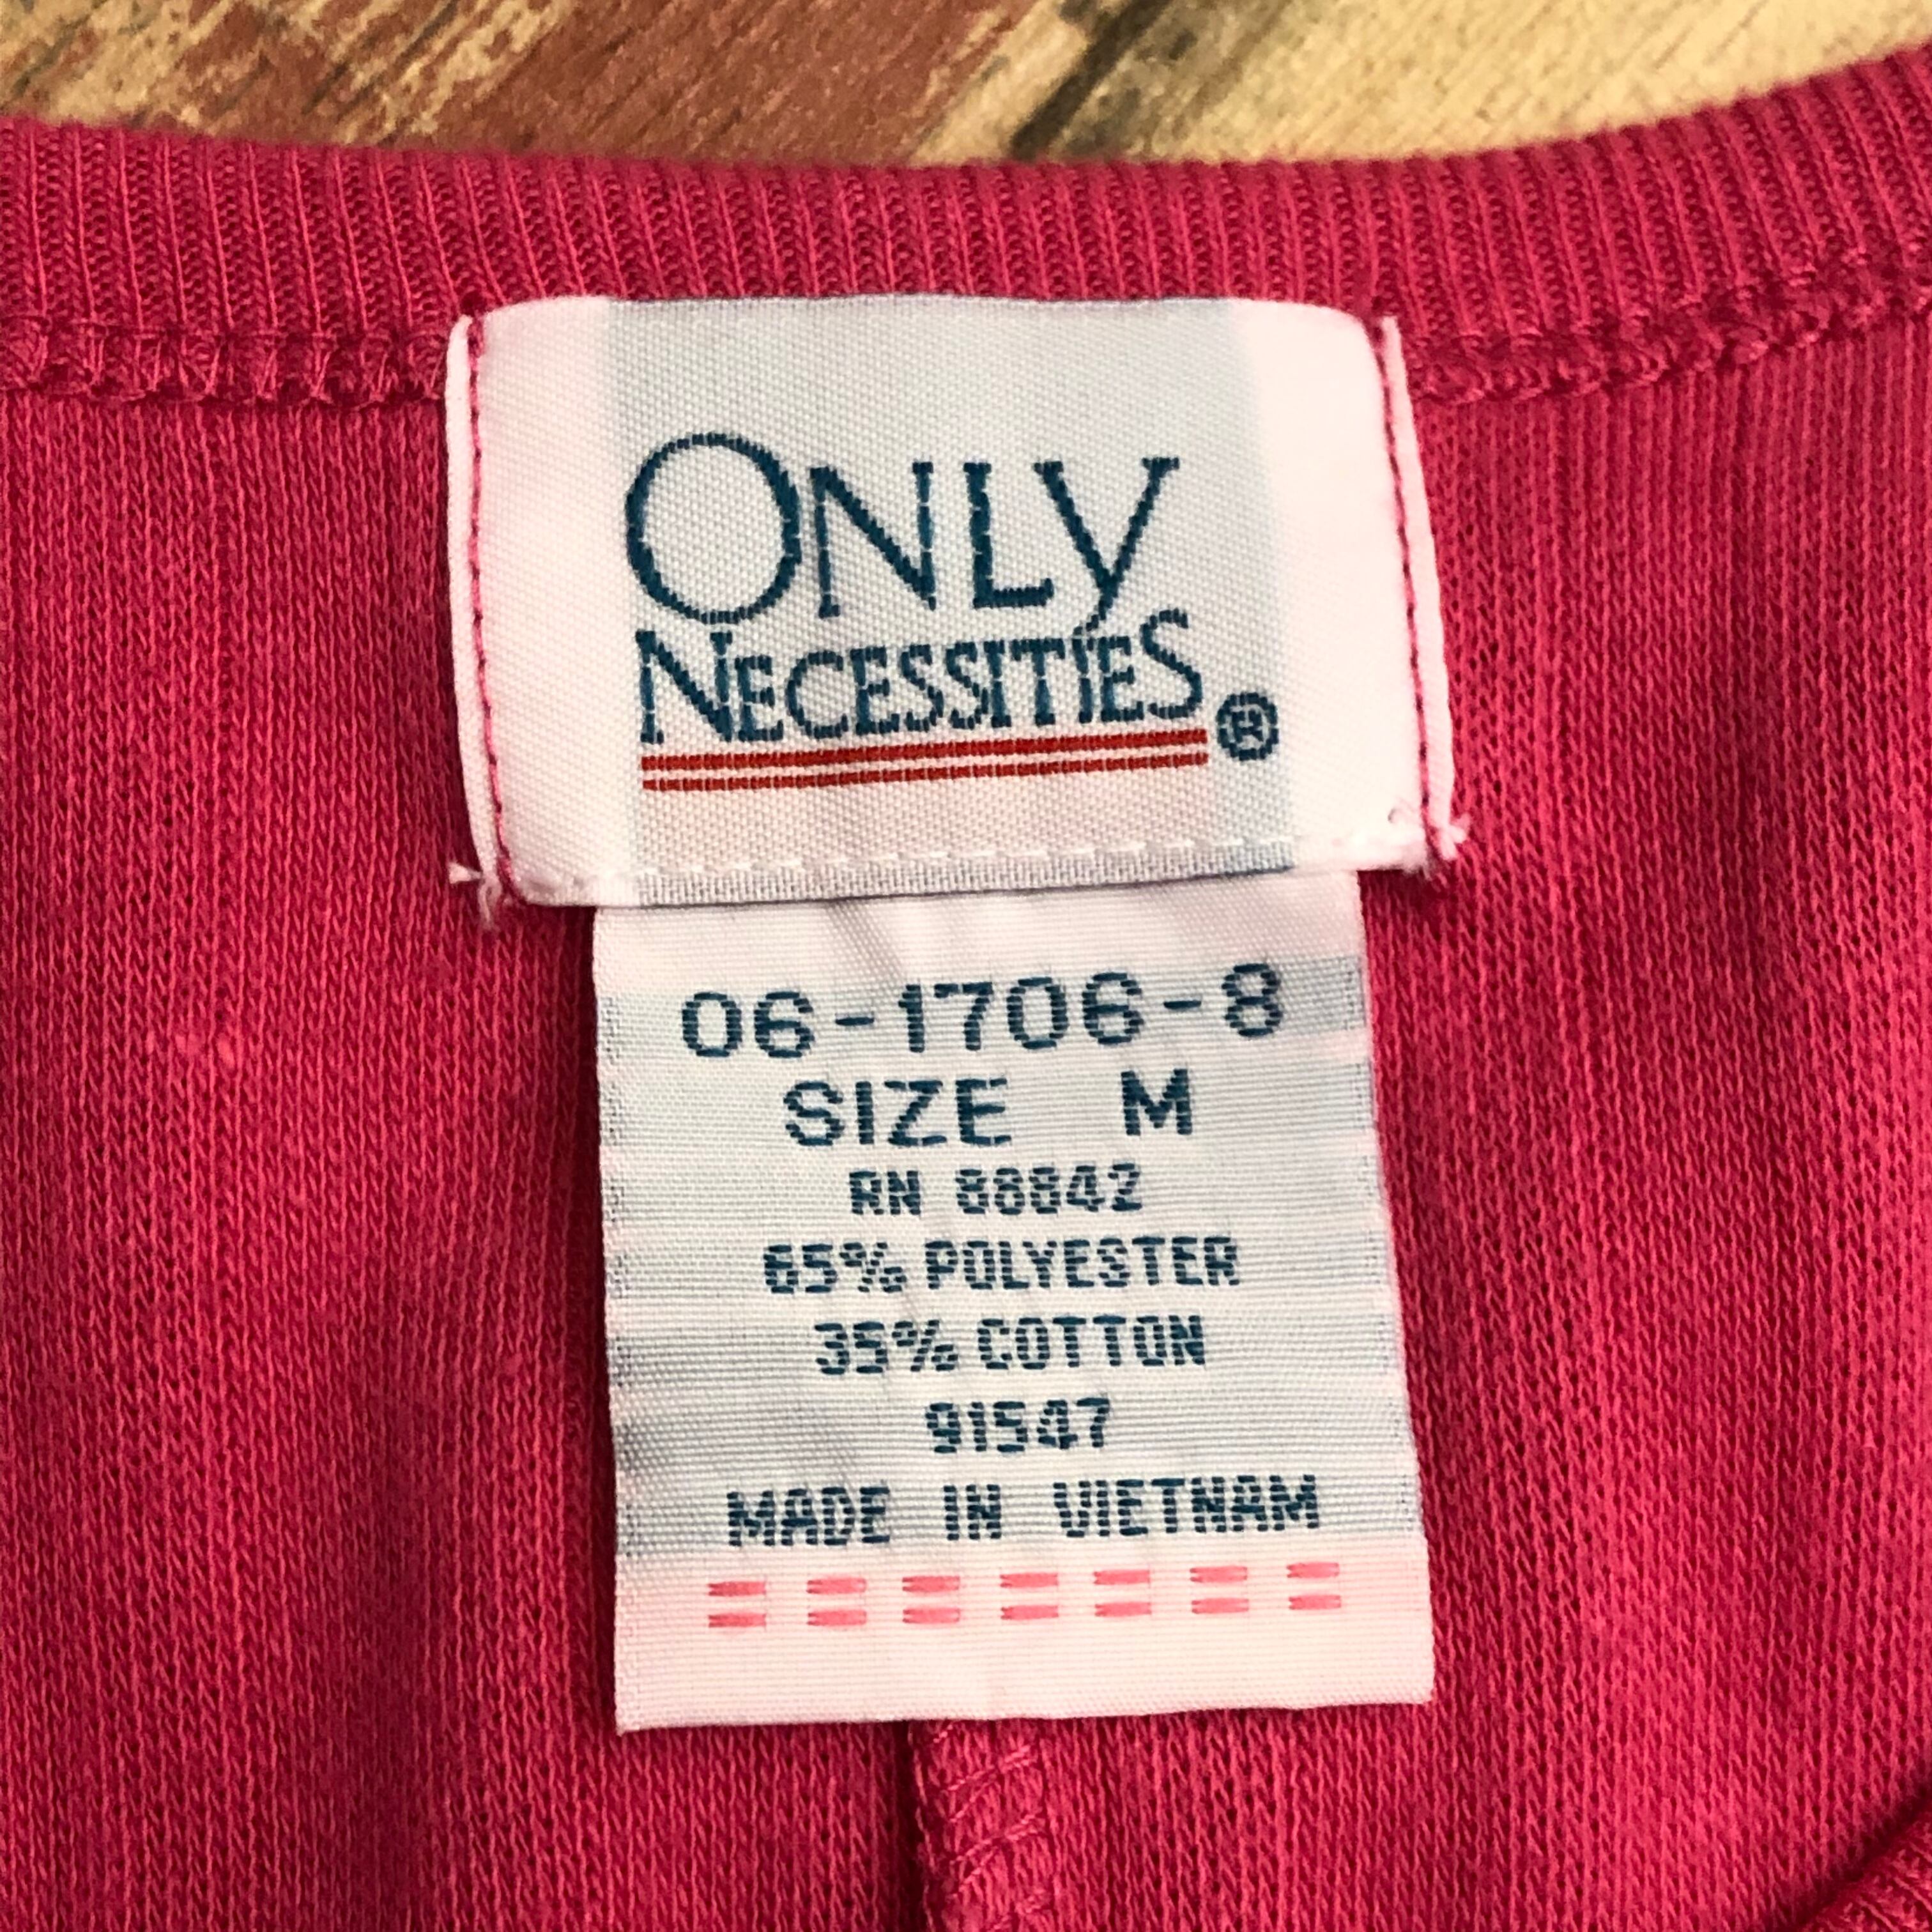 ONLY
NECESSITIES®
06-1706-8
SIZE M
RN 88842
65% POLYESTER
35% COTTON
91547
MADE IN VIETNAM